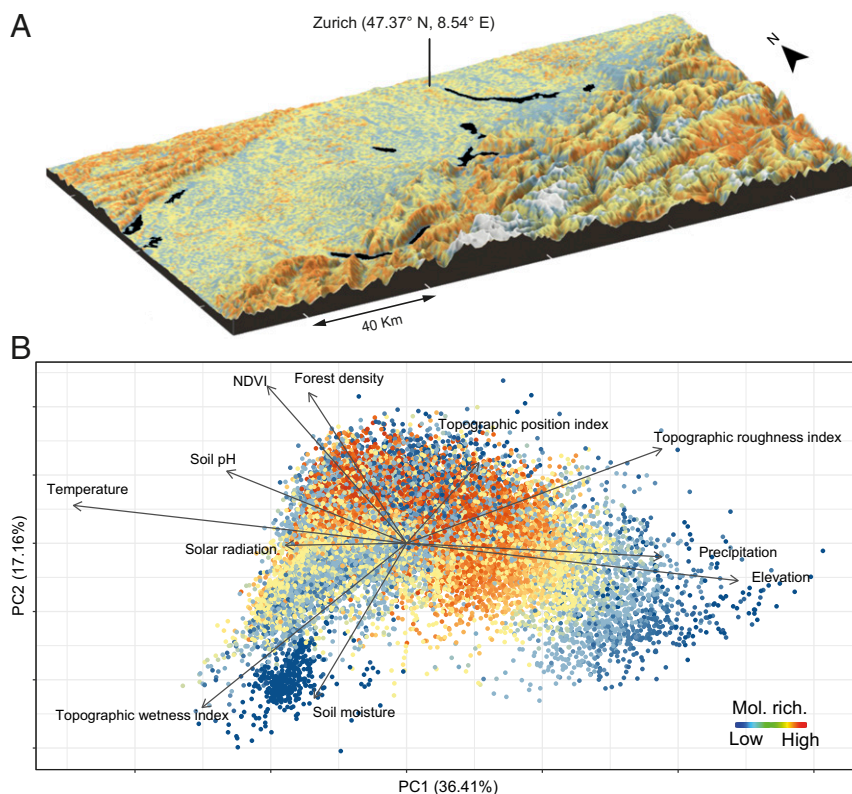 A
Zurich (47.37° N, 8.54° E)
N
40 Km
B
NDVI
Forest density
Topographic position index
Topographic roughness index
Soil pH
Temperature
Solar radiation
Precipitation
Elevation
Topographic wetness index
Soil moisture
Mol. rich.
Low High
PC2 (17.16%)
PC1 (36.41%)